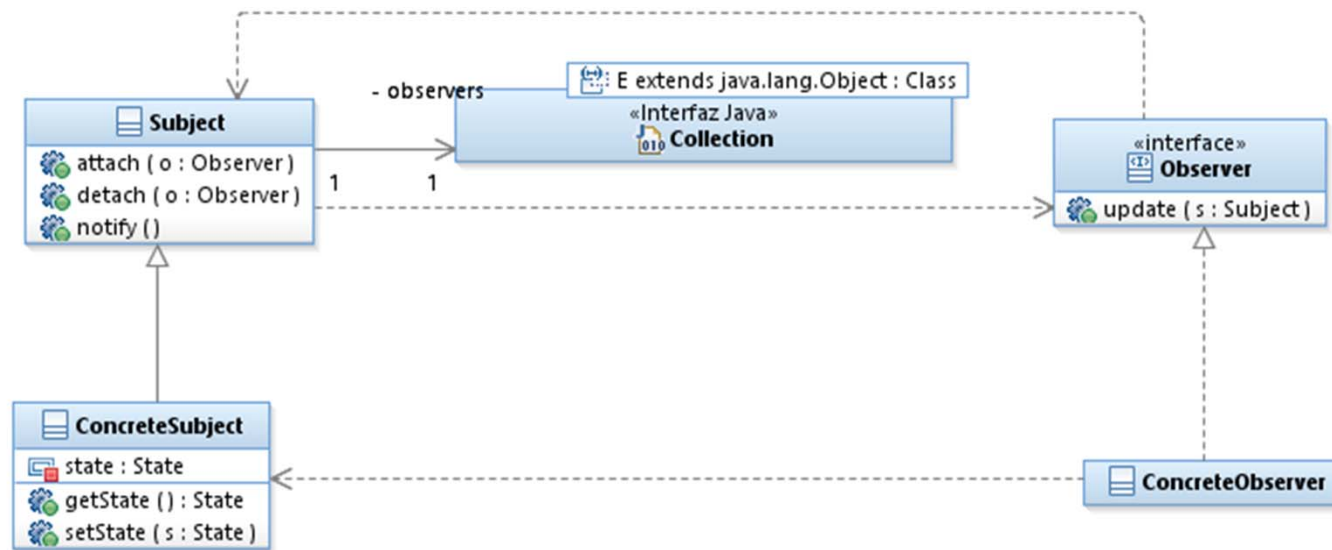 - observers
E extends java.lang.Object : Class
«Interfaz Java»
Collection
Subject
attach ( o : Observer )
detach ( o : Observer )
notify ( )
1
1
«interface»
Observer
update ( s : Subject )
ConcreteSubject
state : State
getState ( ) : State
setState ( s : State )
ConcreteObserver